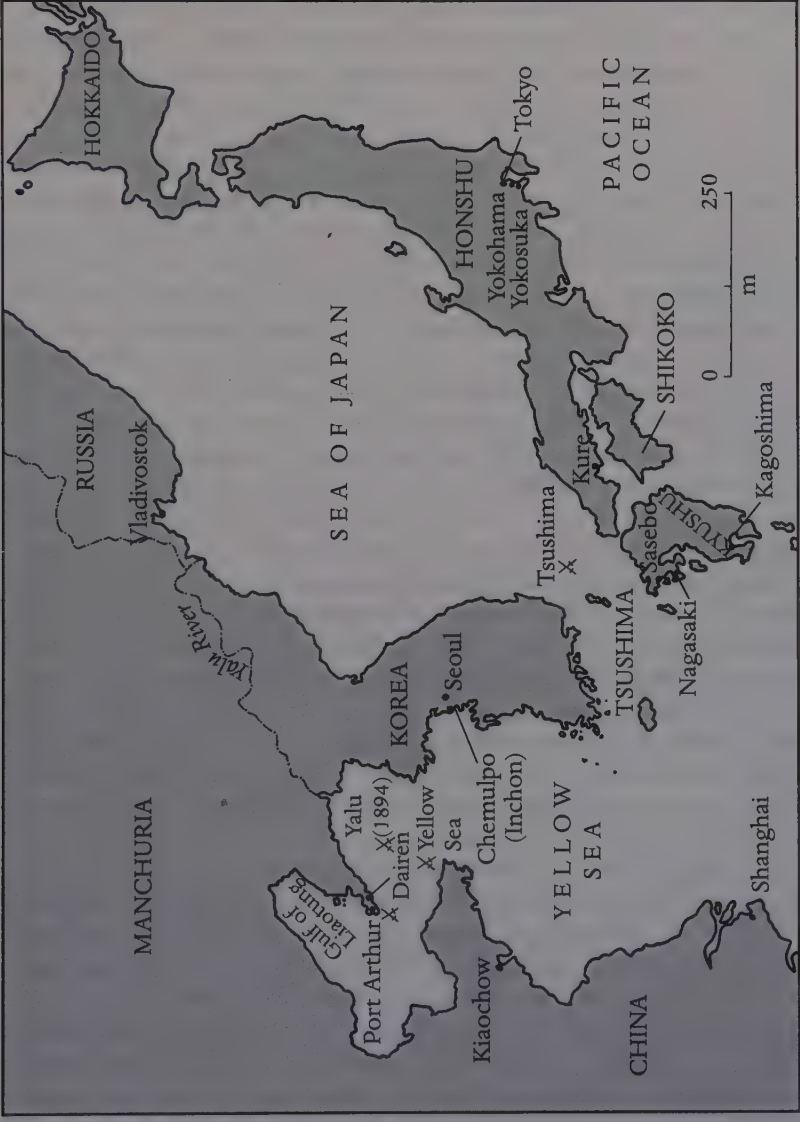 HOKKAIDO
RUSSIA
Vladivostok
MANCHURIA
Yalu River
SEA OF JAPAN
HONSHU
Tokyo
Yokohama
Yokosuka
PACIFIC
OCEAN
0 250
m
SHIKOKO
Kure
Tsushima
Sasebo
KYUSHU
Kagoshima
Nagasaki
TSUSHIMA
KOREA
Seoul
Chemulpo
(Inchon)
Yalu
(1894)
Yellow
Sea
Dairen
Gulf of
Liaotung
Port Arthur
YELLOW
SEA
Kiaochow
Shanghai
CHINA